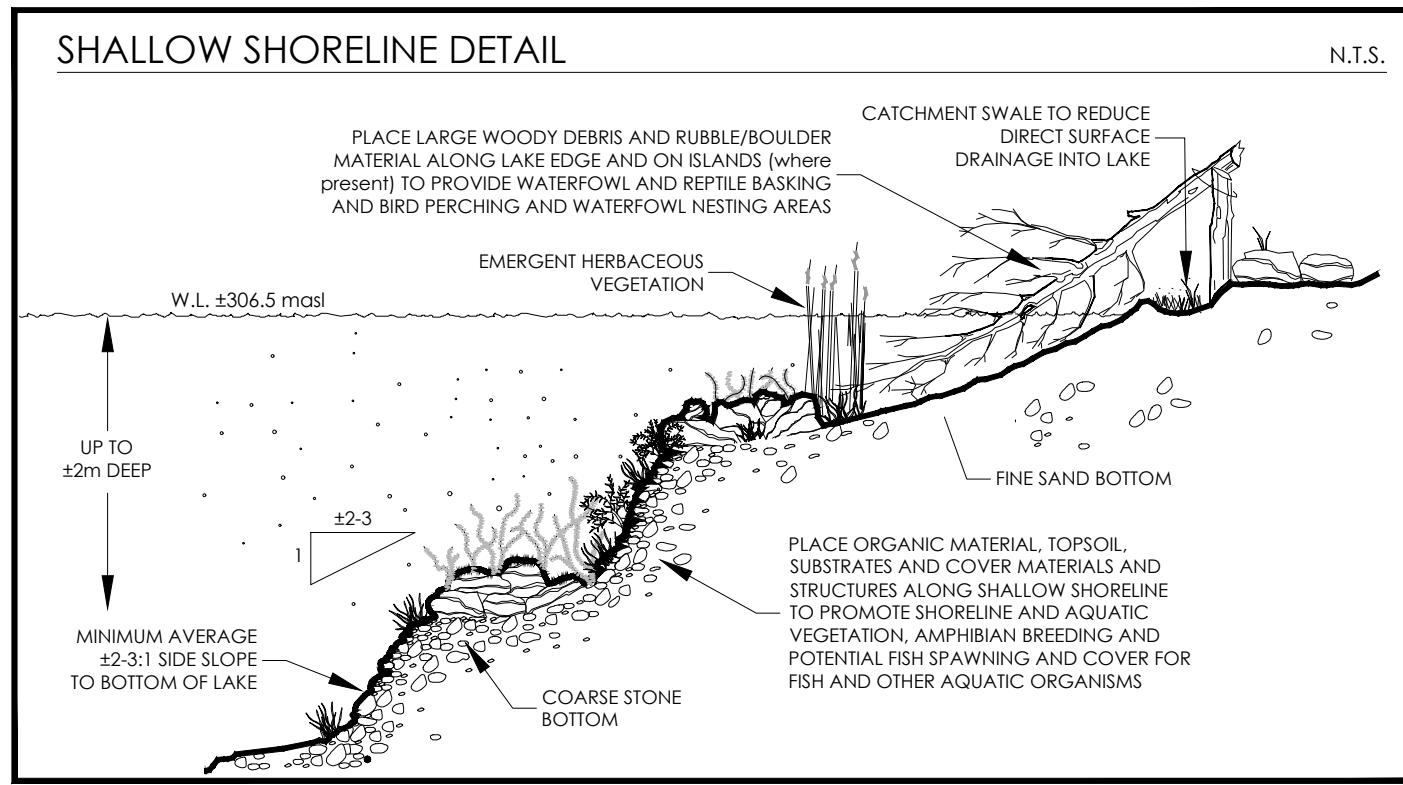 SHALLOW SHORELINE DETAIL
N.T.S.
PLACE LARGE WOODY DEBRIS AND RUBBLE/BOULDER
MATERIAL ALONG LAKE EDGE AND ON ISLANDS (where
present) TO PROVIDE WATERFOWL AND REPTILE BASKING
AND BIRD PERCHING AND WATERFOWL NESTING AREAS
CATCHMENT SWALE TO REDUCE
DIRECT SURFACE
DRAINAGE INTO LAKE
EMERGENT HERBACEOUS
VEGETATION
W.L. ±306.5 masl
UP TO
±2m DEEP
±2-3
1
FINE SAND BOTTOM
PLACE ORGANIC MATERIAL, TOPSOIL,
SUBSTRATES AND COVER MATERIALS AND
STRUCTURES ALONG SHALLOW SHORELINE
TO PROMOTE SHORELINE AND AQUATIC
VEGETATION, AMPHIBIAN BREEDING AND
POTENTIAL FISH SPAWNING AND COVER FOR
FISH AND OTHER AQUATIC ORGANISMS
MINIMUM AVERAGE
±2-3:1 SIDE SLOPE
TO BOTTOM OF LAKE
COARSE STONE
BOTTOM